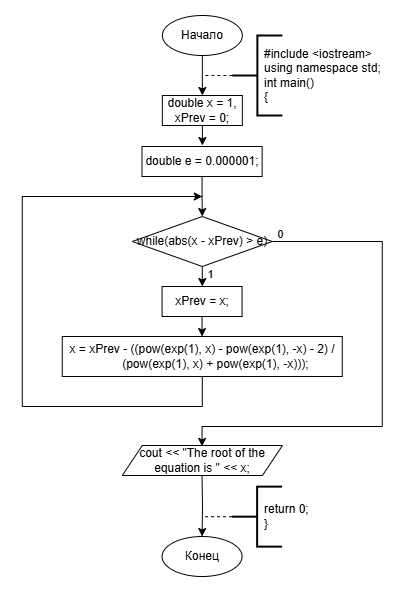 Начало
#include <iostream>
using namespace std;
int main()
{
double x = 1,
xPrev = 0;
double e = 0.000001;
while(abs(x - xPrev) > e)
0
1
xPrev = x;
x = xPrev - ((pow(exp(1), x) - pow(exp(1), -x) - 2) /
(pow(exp(1), x) + pow(exp(1), -x)));
cout << "The root of the
equation is " << x;
return 0;
}
Конец